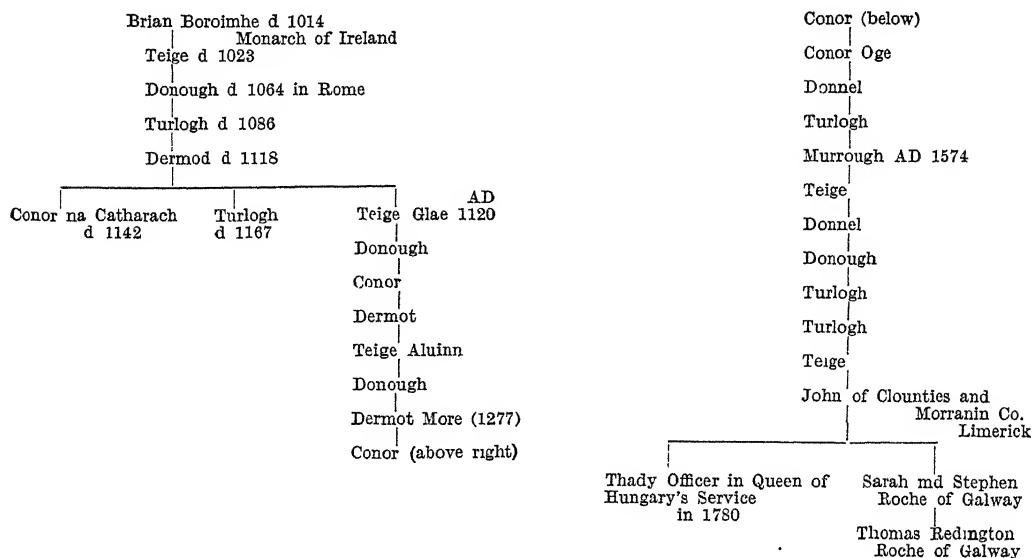 Brian Boroimhe d 1014
Monarch of Ireland
Teige d 1023
Donough d 1064 in Rome
Turlogh d 1086
Dermod d 1118
Conor na Catharach
d 1142
Turlogh
d 1167
AD
Teige Glae 1120
Donough
Conor
Dermot
Teige Aluinn
Donough
Dermot More (1277)
Conor (above right)
Conor (below)
Conor Oge
Donnel
Turlogh
Murrough AD 1574
Teige
Donnel
Donough
Turlogh
Turlogh
Teige
John of Clounties and
Morranin Co.
Limerick
Thady Officer in Queen of
Hungary's Service
in 1780
Sarah md Stephen
Roche of Galway
Thomas Redington
Roche of Galway